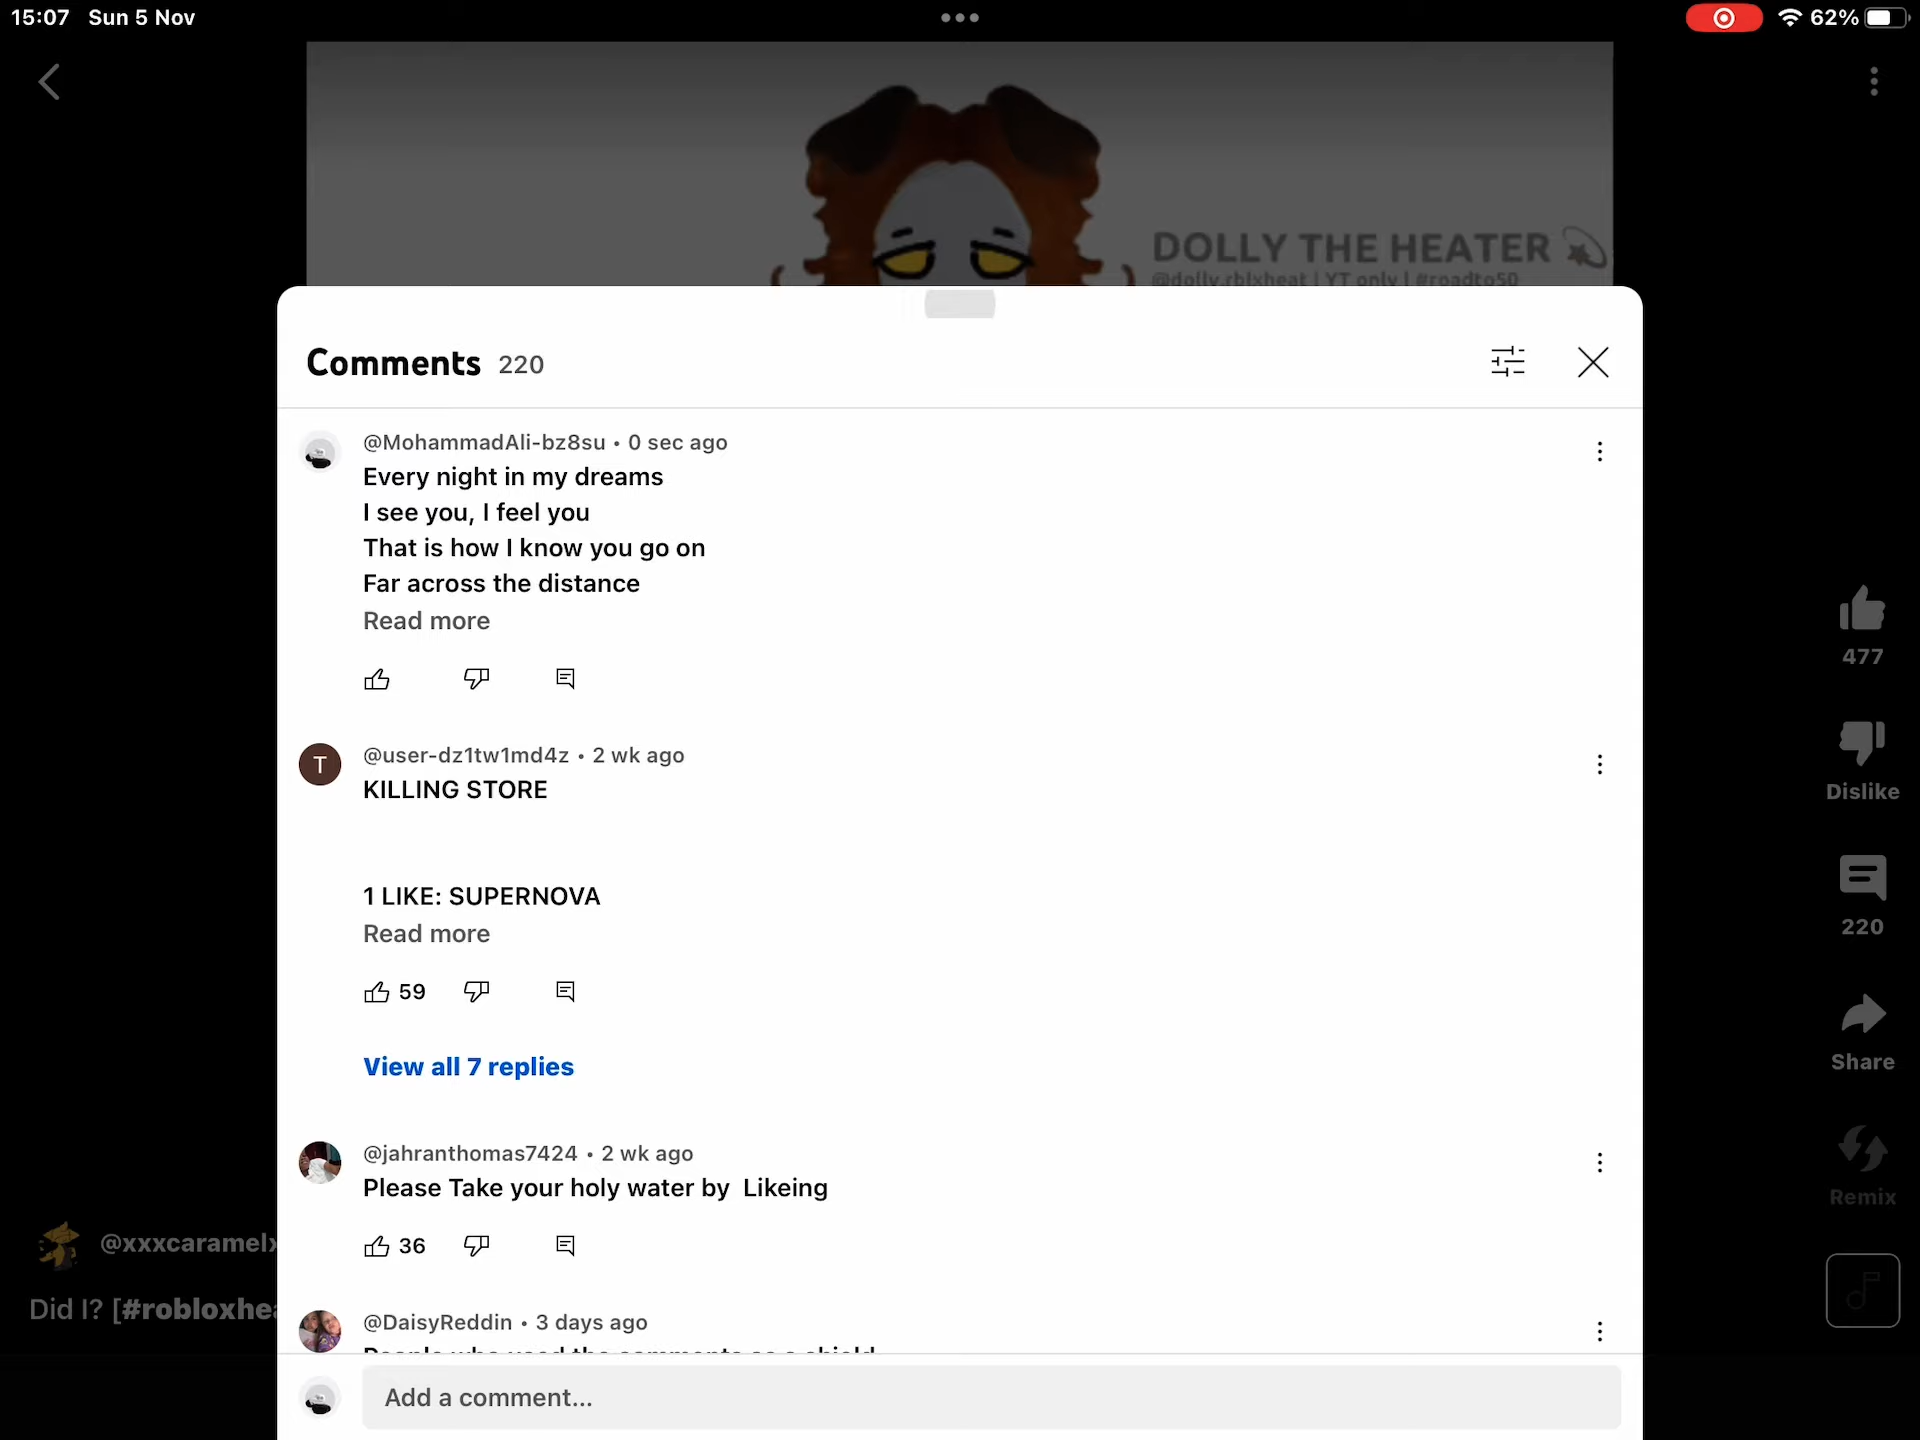 15:07 Sun 5 Nov
62%
DOLLY THE HEATER
@dolly.rblxheat | YT only | #roadto50
Comments 220
@MohammadAli-bz8su • 0 sec ago
Every night in my dreams
I see you, I feel you
That is how I know you go on
Far across the distance
Read more
T
@user-dz1tw1md4z • 2 wk ago
KILLING STORE
1 LIKE: SUPERNOVA
Read more
59
View all 7 replies
@jahranthomas7424 • 2 wk ago
Please Take your holy water by  Likeing
36
@DaisyReddin • 3 days ago
People who used the comments as a shield
Add a comment...
477
Dislike
220
Share
Remix
@xxxcaramelx
Did I? [#robloxhea